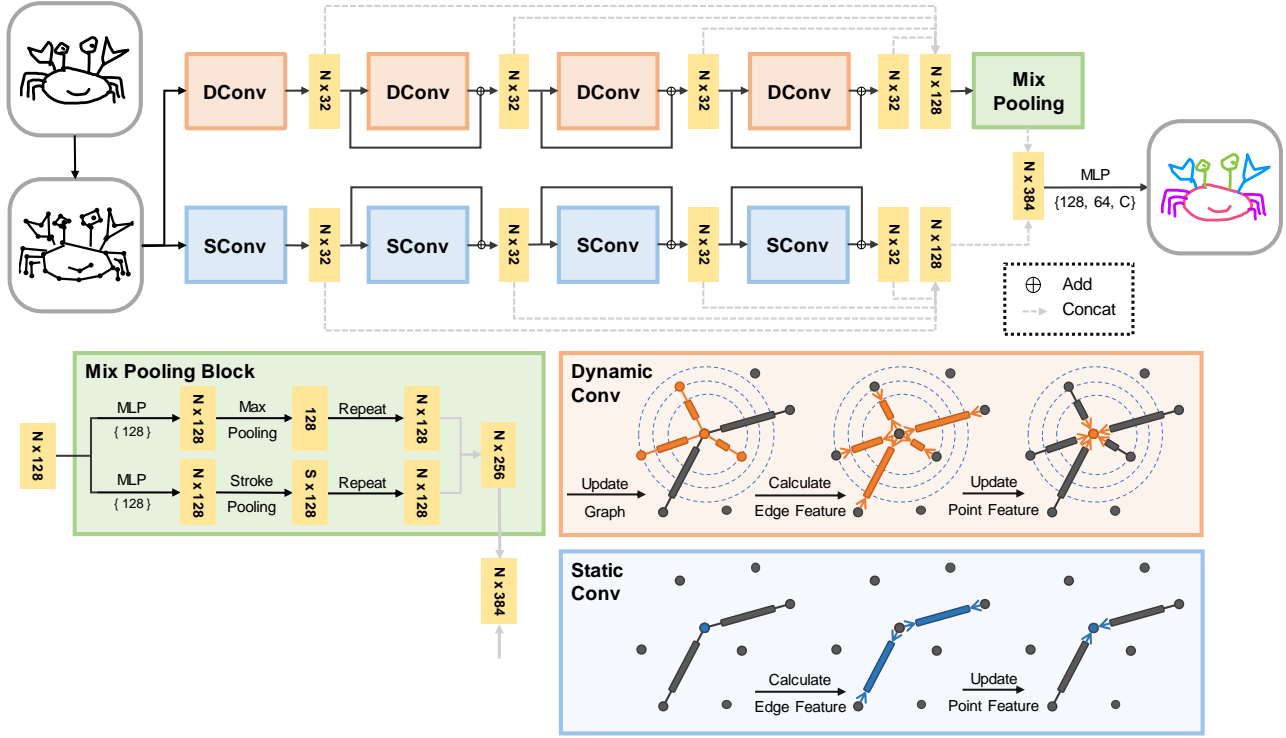 DConv
N x 32
DConv
N x 32
DConv
N x 32
DConv
N x 32
N x 128
Mix
Pooling
N x 384
MLP
{128, 64, C}
SConv
N x 32
SConv
N x 32
SConv
N x 32
SConv
N x 32
N x 128
Add
Concat
Mix Pooling Block
N x 128
MLP
{ 128 }
N x 128
Max
Pooling
128
Repeat
N x 128
MLP
{ 128 }
N x 128
Stroke
Pooling
S x 128
Repeat
N x 128
N x 256
N x 384
Dynamic
Conv
Update
Graph
Calculate
Edge Feature
Update
Point Feature
Static
Conv
Calculate
Edge Feature
Update
Point Feature